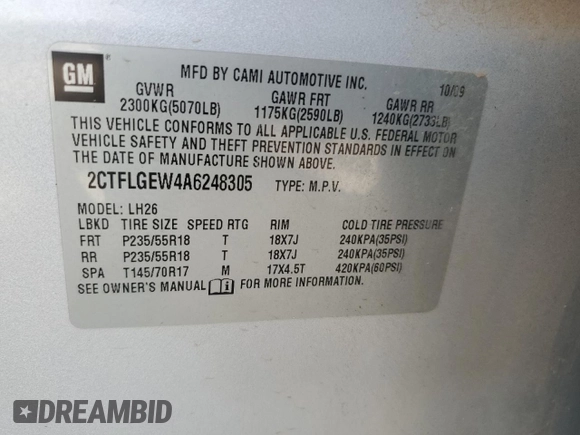 GM
MFD BY CAMI AUTOMOTIVE INC. 10/09
GVWR GAWR FRT GAWR RR
2300KG(5070LB) 1175KG(2590LB) 1240KG(2733LB)
THIS VEHICLE CONFORMS TO ALL APPLICABLE U.S. FEDERAL MOTOR
VEHICLE SAFETY AND THEFT PREVENTION STANDARDS IN EFFECT ON
THE DATE OF MANUFACTURE SHOWN ABOVE.
2CTFLGEW4A6248305 TYPE: M.P.V.
MODEL: LH26
LBKD TIRE SIZE SPEED RTG RIM COLD TIRE PRESSURE
FRT P235/55R18 T 18X7J 240KPA(35PSI)
RR P235/55R18 T 18X7J 240KPA(35PSI)
SPA T145/70R17 M 17X4.5T 420KPA(60PSI)
SEE OWNER'S MANUAL FOR MORE INFORMATION.
DREAMBID